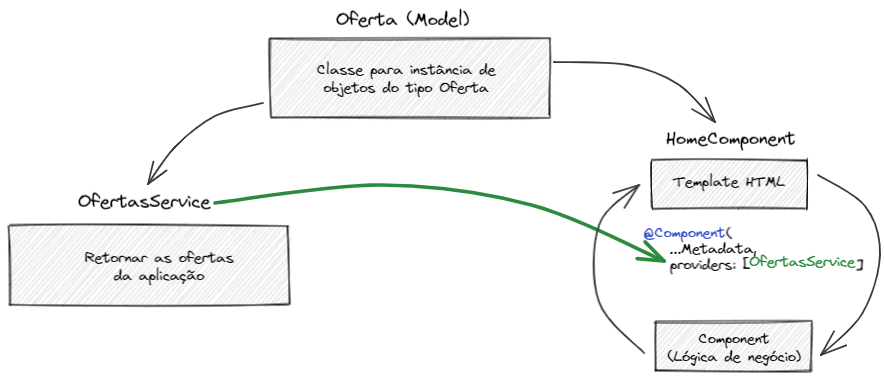 Oferta (Model)
Classe para instância de
objetos do tipo Oferta
HomeComponent
Template HTML
OfertasService
Retornar as ofertas
da aplicação
@Component(
...Metadata,
providers: [OfertasService]
Component
(Lógica de negócio)